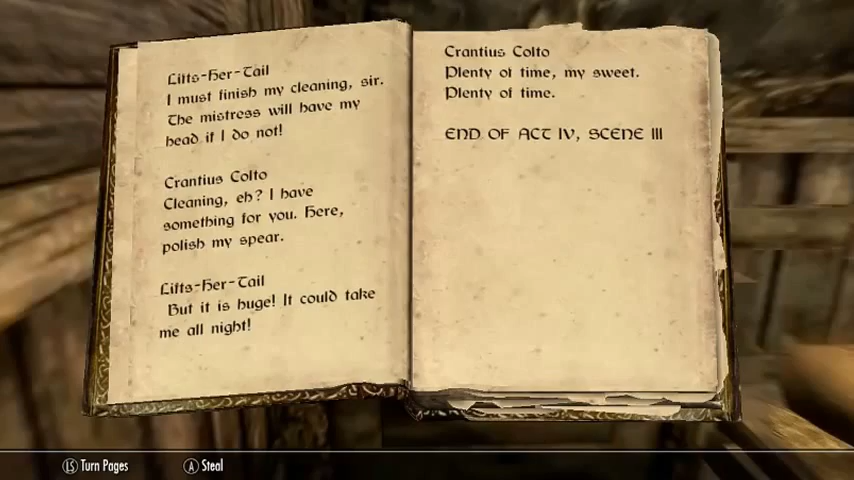 Lifts-Her-Tail
I must finish my cleaning, sir.
The mistress will have my
head if I do not!
Crantius Colto
Cleaning, eh? I have
something for you. Here,
polish my spear.
Lifts-Her-Tail
But it is huge! It could take
me all night!
Crantius Colto
Plenty of time, my sweet.
Plenty of time.
END OF ACT IV, SCENE III
LS Turn Pages
A Steal